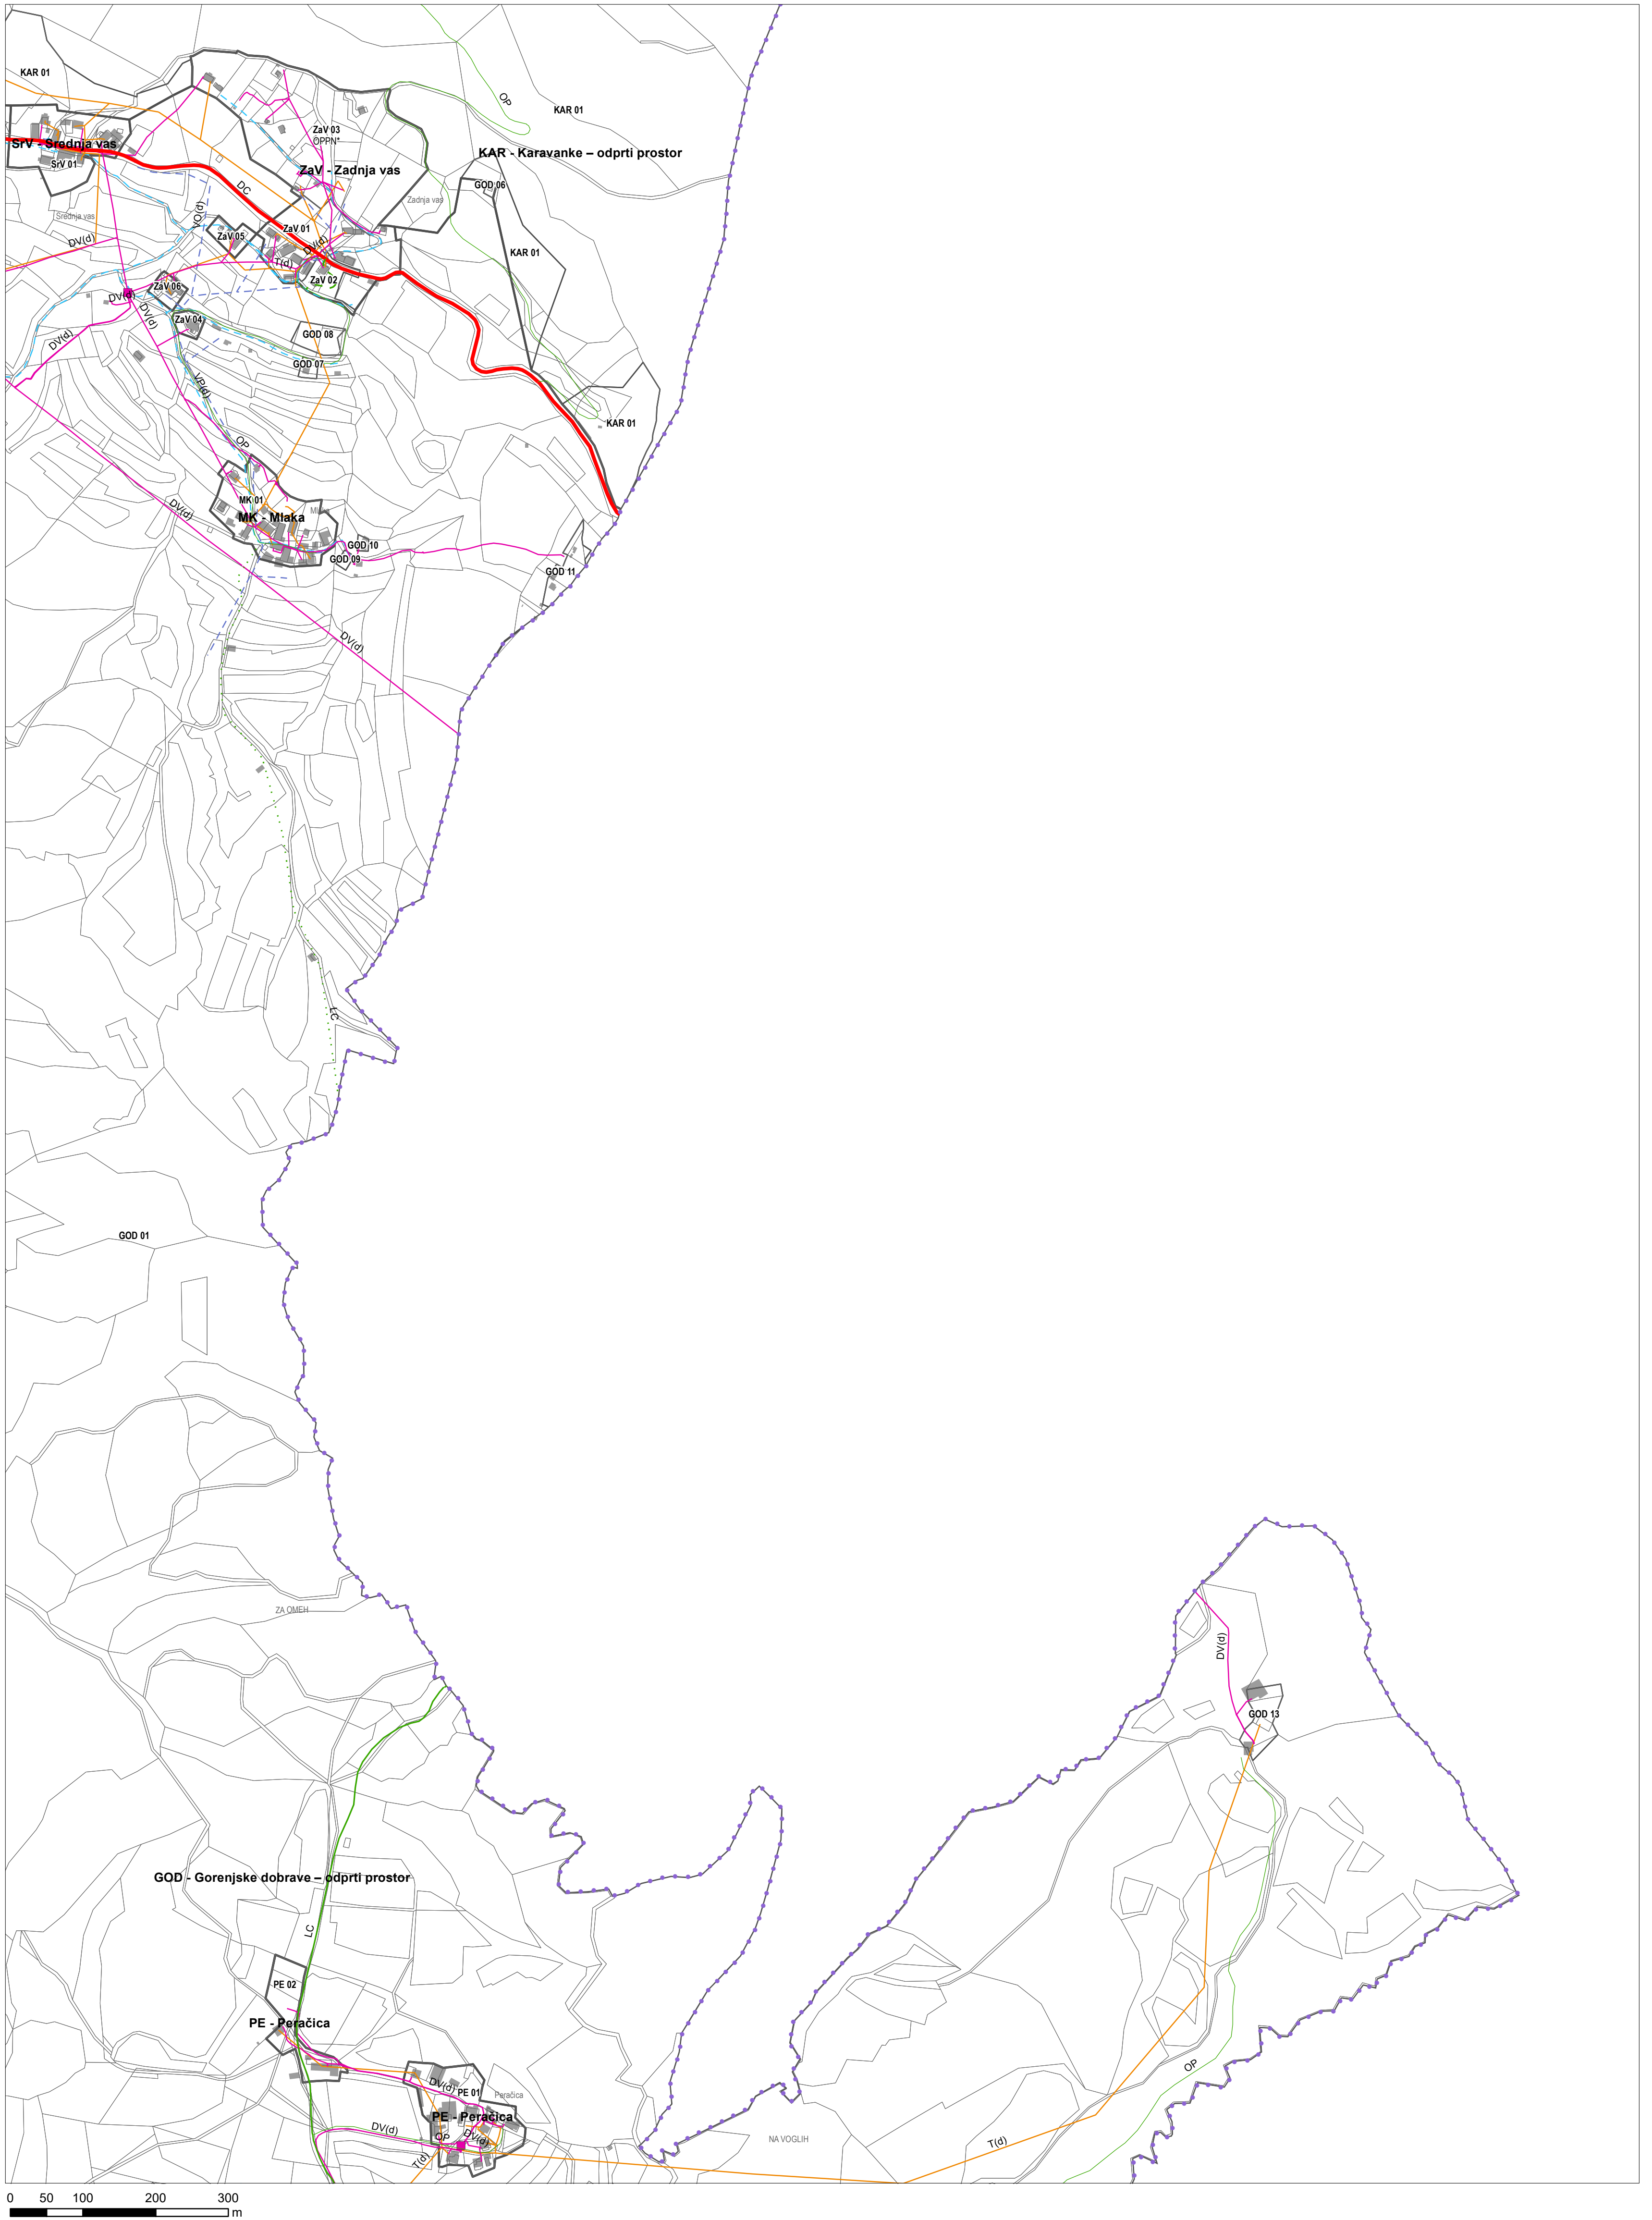 KAR 01
OP
KAR 01
ZaV 03
OPPN*
SrV - Srednja vas
KAR - Karavanke – odprti prostor
SrV 01
ZaV - Zadnja vas
DC
GOD 06
Zadnja vas
Srednja vas
VO(d)
ZaV 01
ZaV 05
DV(d)
DV(d)
KAR 01
T(d)
ZaV 02
ZaV 06
DV(d)
DV(d)
ZaV 04
GOD 08
DV(d)
GOD 07
VP(d)
KAR 01
OP
MK 01
DV(d)
Mlaka
MK - Mlaka
GOD 10
GOD 09
GOD 11
DV(d)
LC
GOD 01
ZA OMEH
DV(d)
GOD 13
GOD - Gorenjske dobrave – odprti prostor
LC
PE 02
PE - Peračica
OP
DV(d)
PE 01
Peračica
PE - Peračica
DV(d)
OP
DV(d)
T(d)
NA VOGLIH
T(d)
0 50 100 200 300
m